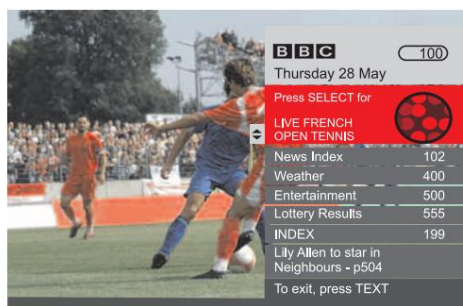 BBC
100
Thursday 28 May
Press SELECT for
LIVE FRENCH
OPEN TENNIS
News Index 102
Weather 400
Entertainment 500
Lottery Results 555
INDEX 199
Lily Allen to star in
Neighbours - p504
To exit, press TEXT